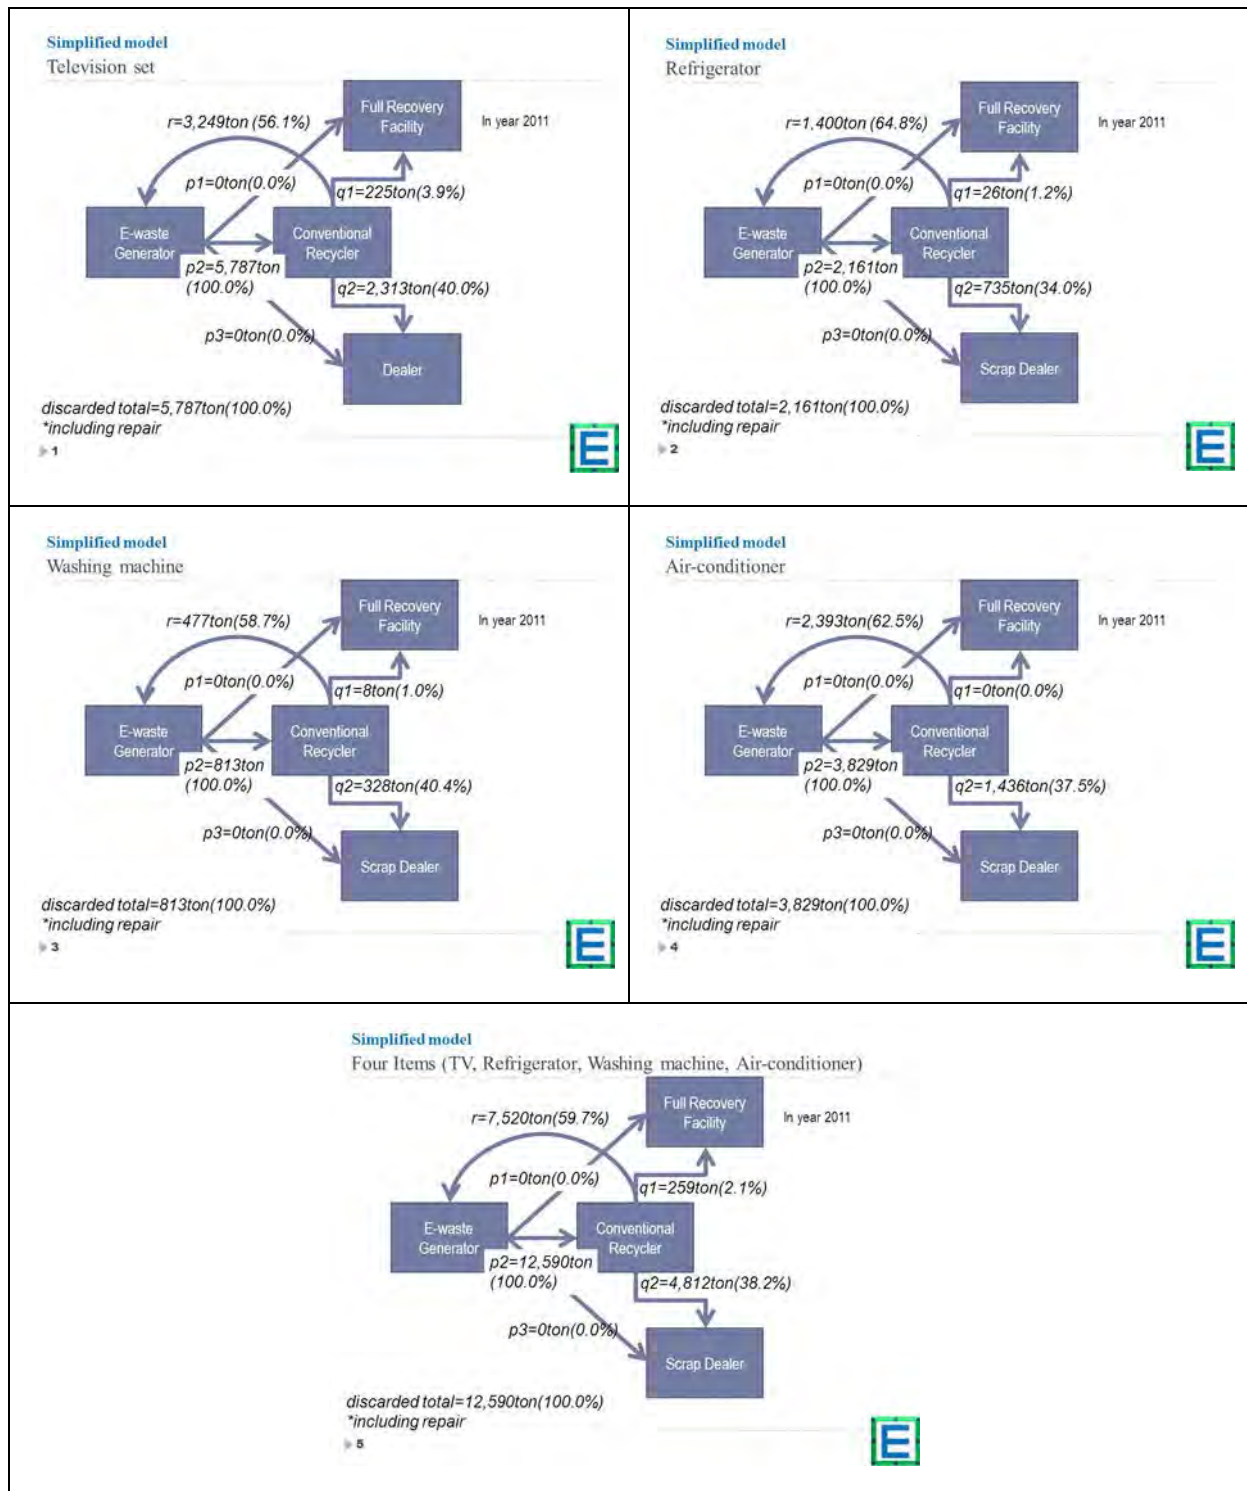 Simplified model
Television set
Full Recovery
Facility
In year 2011
r=3,249ton (56.1%)
p1=0ton(0.0%)
q1=225ton(3.9%)
E-waste
Generator
Conventional
Recycler
p2=5,787ton
(100.0%)
q2=2,313ton(40.0%)
p3=0ton(0.0%)
Dealer
discarded total=5,787ton(100.0%)
*including repair
1
E
Simplified model
Refrigerator
Full Recovery
Facility
In year 2011
r=1,400ton (64.8%)
p1=0ton(0.0%)
q1=26ton(1.2%)
E-waste
Generator
Conventional
Recycler
p2=2,161ton
(100.0%)
q2=735ton(34.0%)
p3=0ton(0.0%)
Scrap Dealer
discarded total=2,161ton(100.0%)
*including repair
2
E
Simplified model
Washing machine
Full Recovery
Facility
In year 2011
r=477ton(58.7%)
p1=0ton(0.0%)
q1=8ton(1.0%)
E-waste
Generator
Conventional
Recycler
p2=813ton
(100.0%)
q2=328ton(40.4%)
p3=0ton(0.0%)
Scrap Dealer
discarded total=813ton(100.0%)
*including repair
3
E
Simplified model
Air-conditioner
Full Recovery
Facility
In year 2011
r=2,393ton(62.5%)
p1=0ton(0.0%)
q1=0ton(0.0%)
E-waste
Generator
Conventional
Recycler
p2=3,829ton
(100.0%)
q2=1,436ton(37.5%)
p3=0ton(0.0%)
Scrap Dealer
discarded total=3,829ton(100.0%)
*including repair
4
E
Simplified model
Four Items (TV, Refrigerator, Washing machine, Air-conditioner)
Full Recovery
Facility
In year 2011
r=7,520ton(59.7%)
p1=0ton(0.0%)
q1=259ton(2.1%)
E-waste
Generator
Conventional
Recycler
p2=12,590ton
(100.0%)
q2=4,812ton(38.2%)
p3=0ton(0.0%)
Scrap Dealer
discarded total=12,590ton(100.0%)
*including repair
5
E